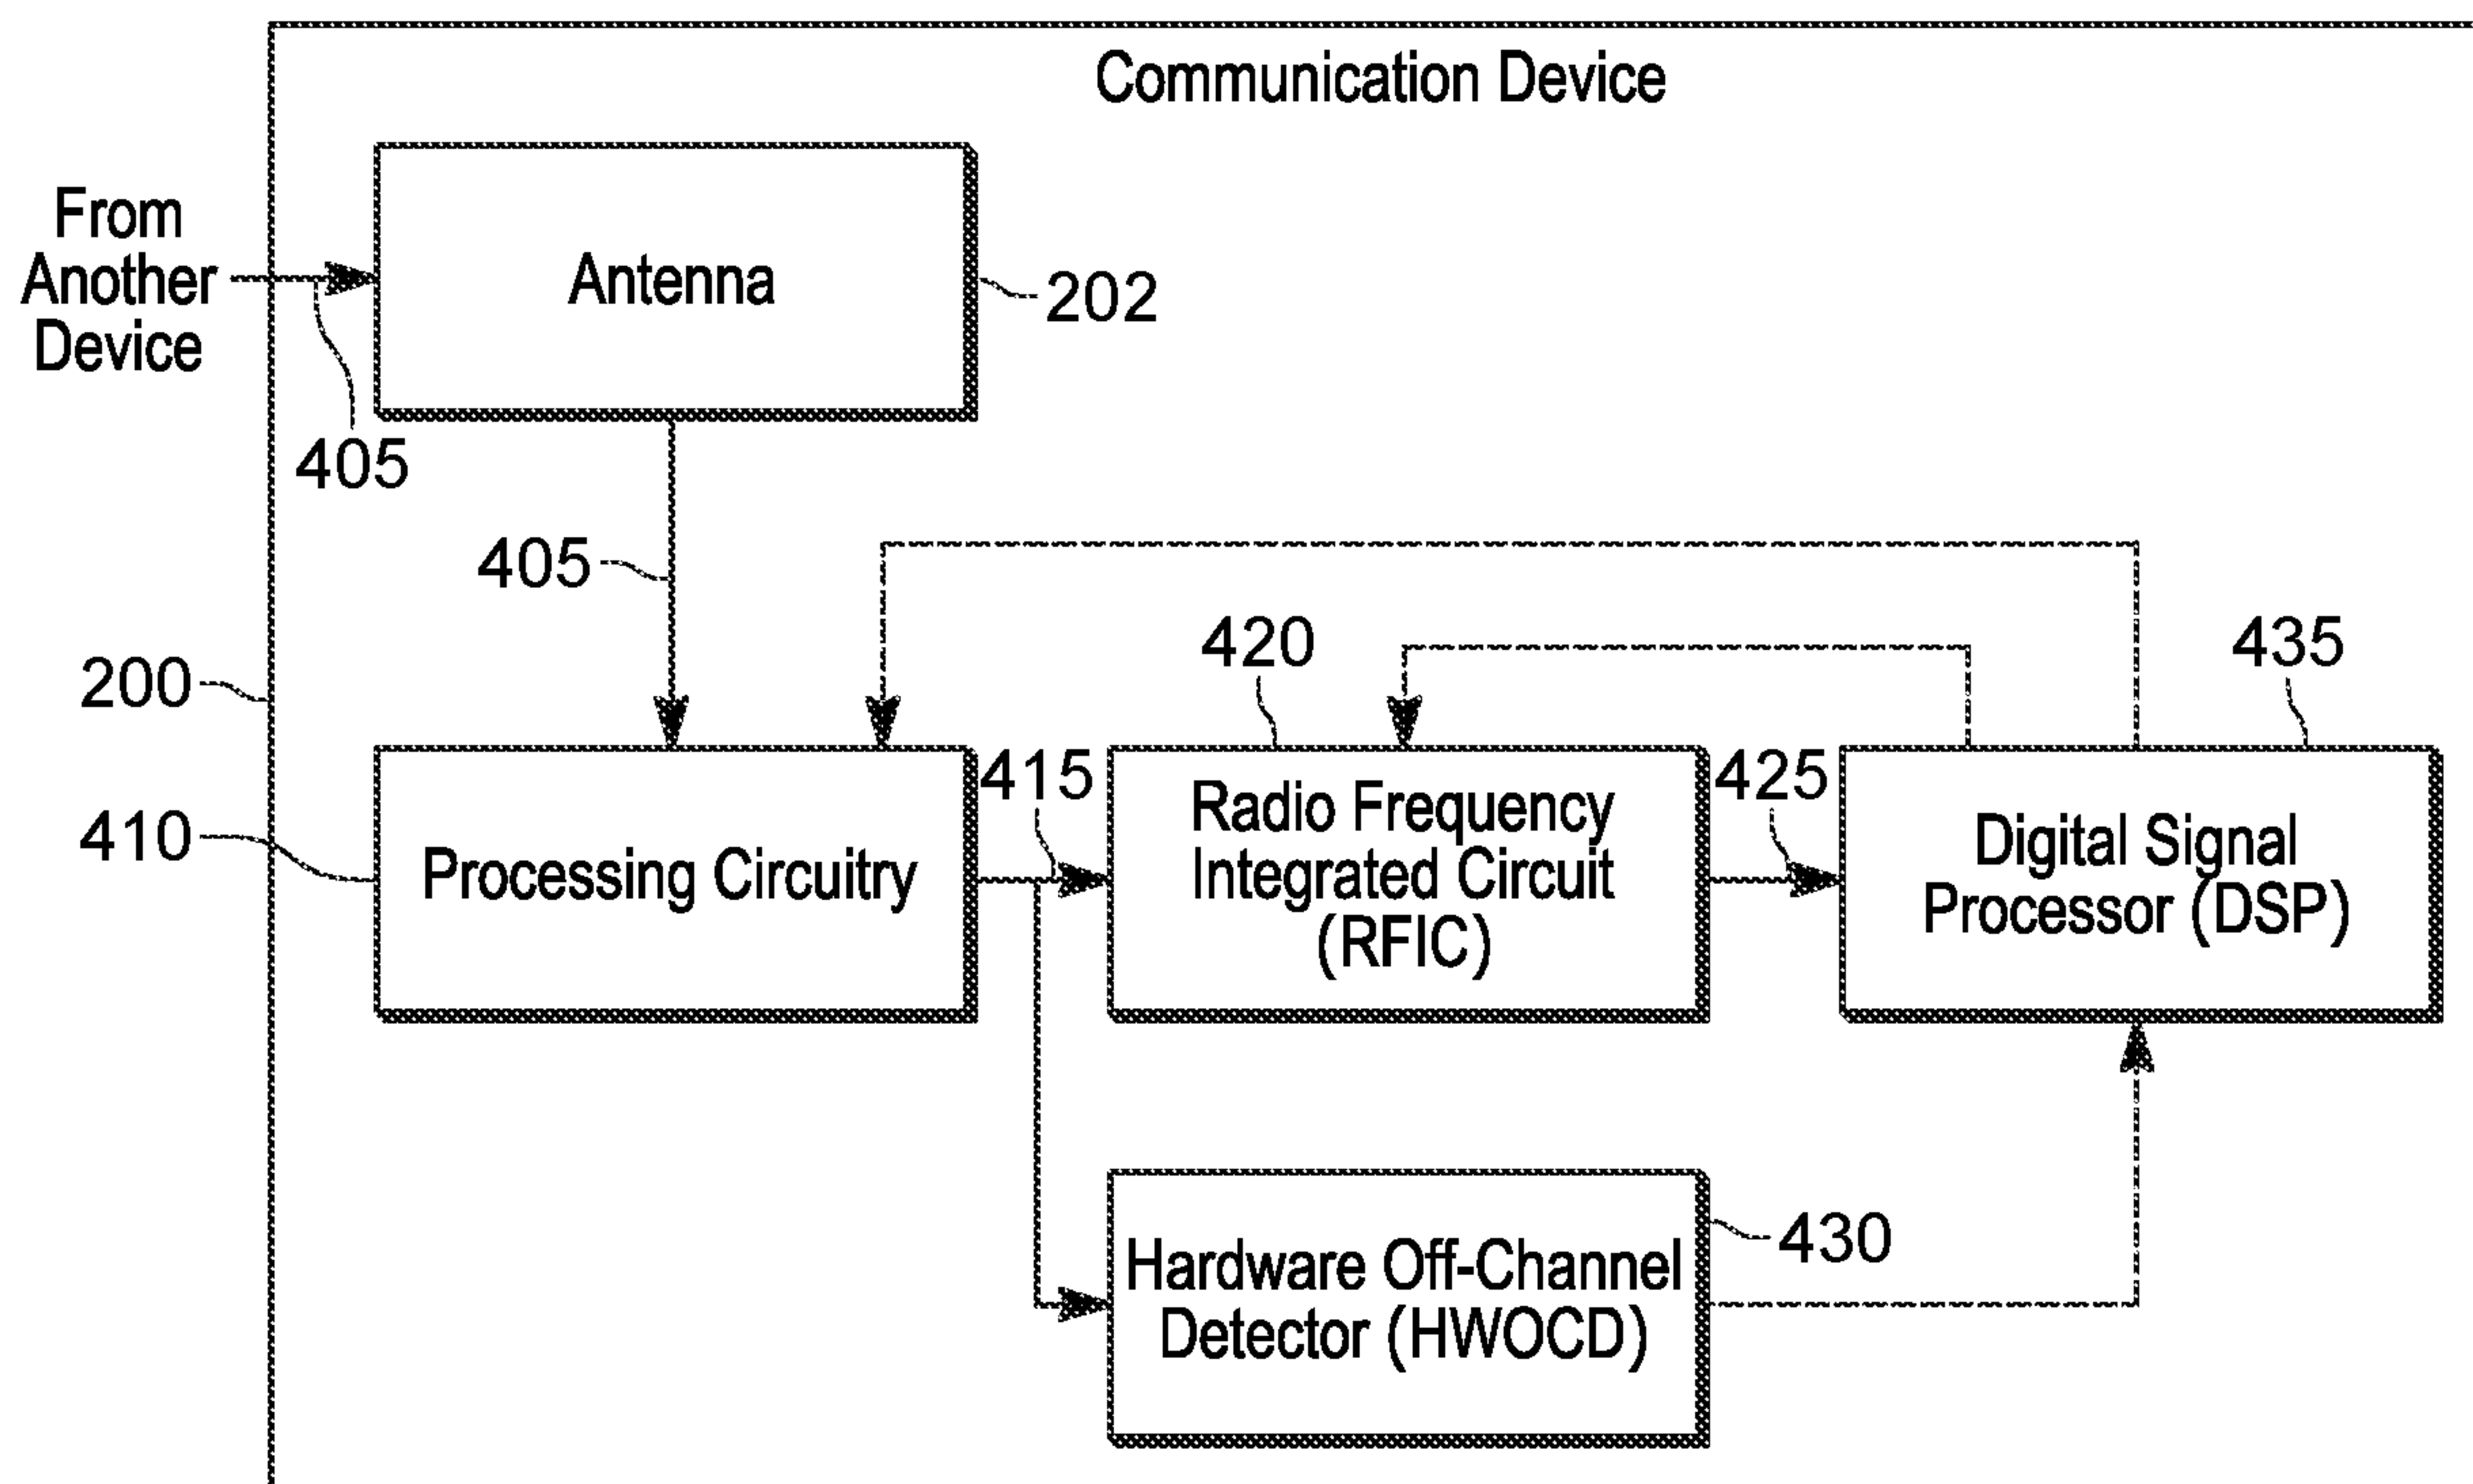 Communication Device
From
Another
Device
Antenna
202
405
405
200
420
435
410
415
425
Processing Circuitry
Radio Frequency
Integrated Circuit
(RFIC)
Digital Signal
Processor (DSP)
430
Hardware Off-Channel
Detector (HWOCD)